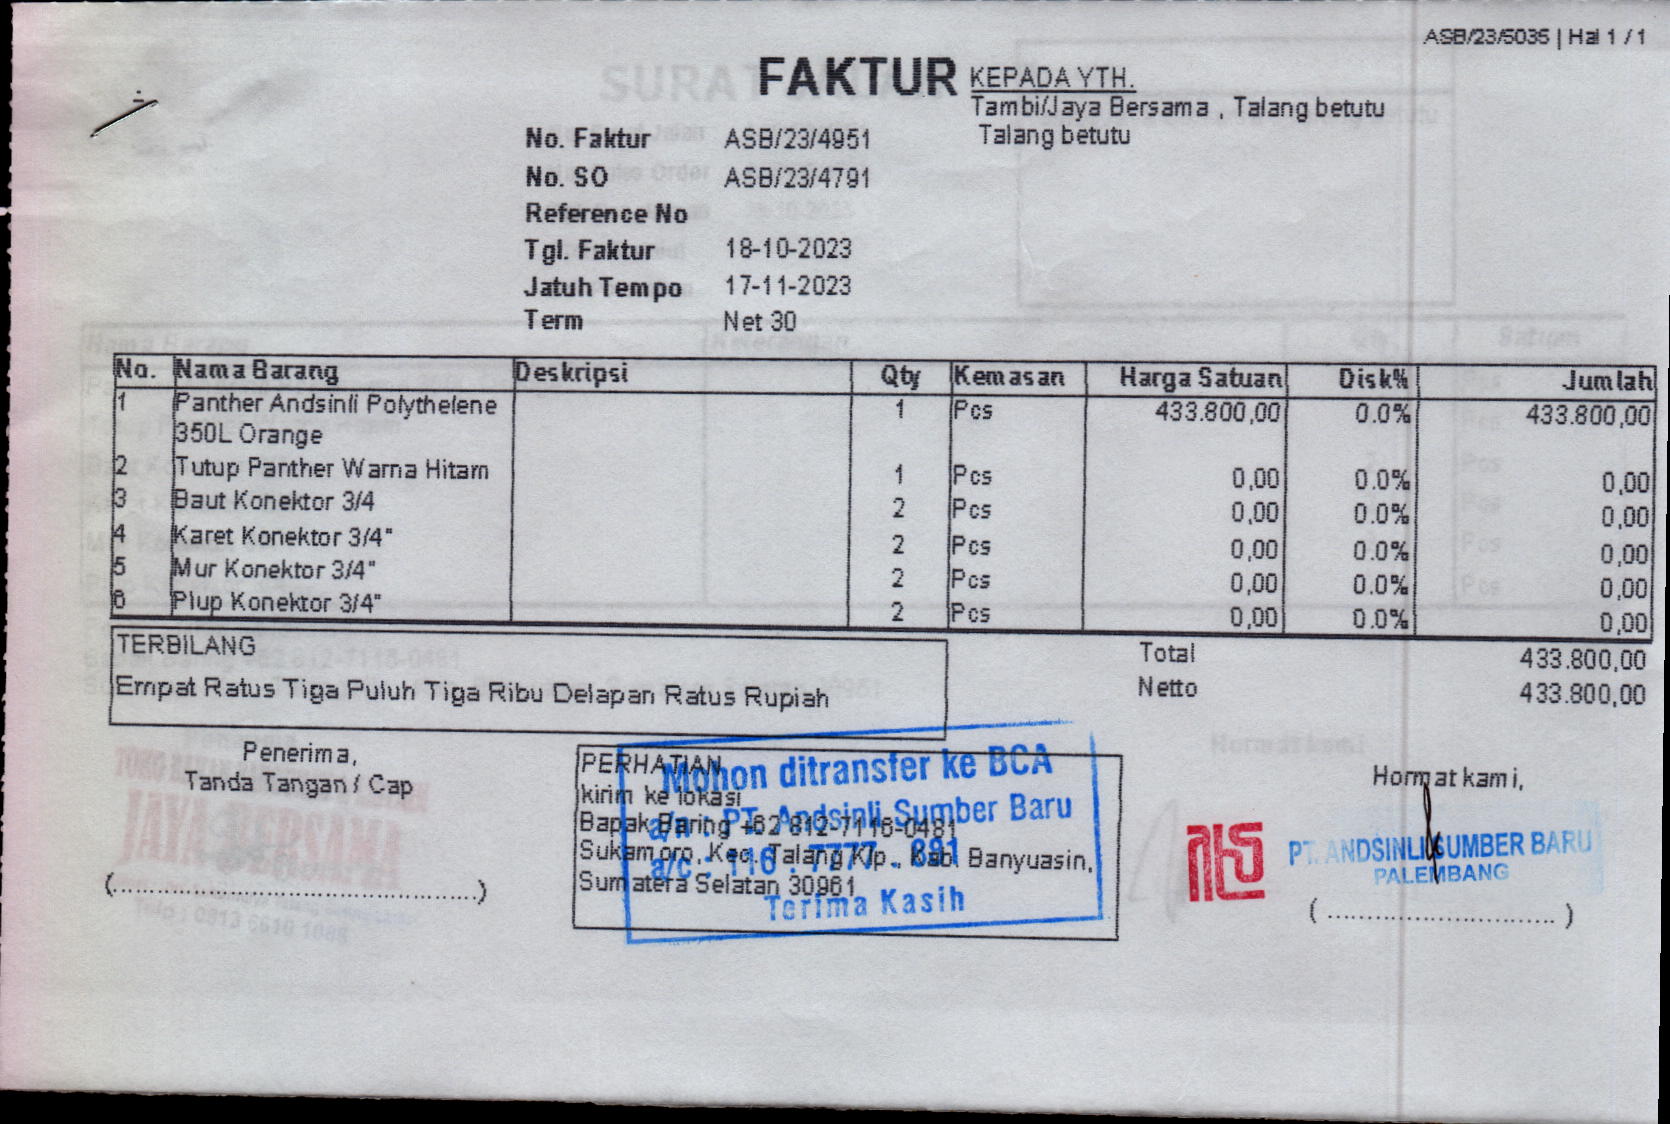 ASB/23/5035 | Hal 1 / 1
FAKTUR
KEPADA YTH.
Tambi/Jaya Bersama , Talang betutu
Talang betutu
No. Faktur ASB/23/4951
No. SO ASB/23/4791
Reference No
Tgl. Faktur 18-10-2023
Jatuh Tempo 17-11-2023
Term Net 30
No. Nama Barang Deskripsi Qty Kemasan Harga Satuan Disk% Jumlah
1 Panther Andsinli Polythelene 350L Orange 1 Pcs 433.800,00 0.0% 433.800,00
2 Tutup Panther Warna Hitam 1 Pcs 0,00 0.0% 0,00
3 Baut Konektor 3/4 2 Pcs 0,00 0.0% 0,00
4 Karet Konektor 3/4" 2 Pcs 0,00 0.0% 0,00
5 Mur Konektor 3/4" 2 Pcs 0,00 0.0% 0,00
6 Plup Konektor 3/4" 2 Pcs 0,00 0.0% 0,00
TERBILANG
Empat Ratus Tiga Puluh Tiga Ribu Delapan Ratus Rupiah
Total 433.800,00
Netto 433.800,00
Penerima,
Tanda Tangan / Cap
JAYA BERSAMA
(..........................................)
PERHATIAN
kirim ke lokasi
Bapak Baring +62 812-7116-0481
Sukamoro, Kec. Talang Klp., Kab. Banyuasin,
Sumatera Selatan 30961
Mohon ditransfer ke BCA
a/n : PT. Andsinli Sumber Baru
a/c : 116 . 7777 . 891
Terima Kasih
Hormat kami,
PT. ANDSINLI SUMBER BARU
PALEMBANG
( ............................. )